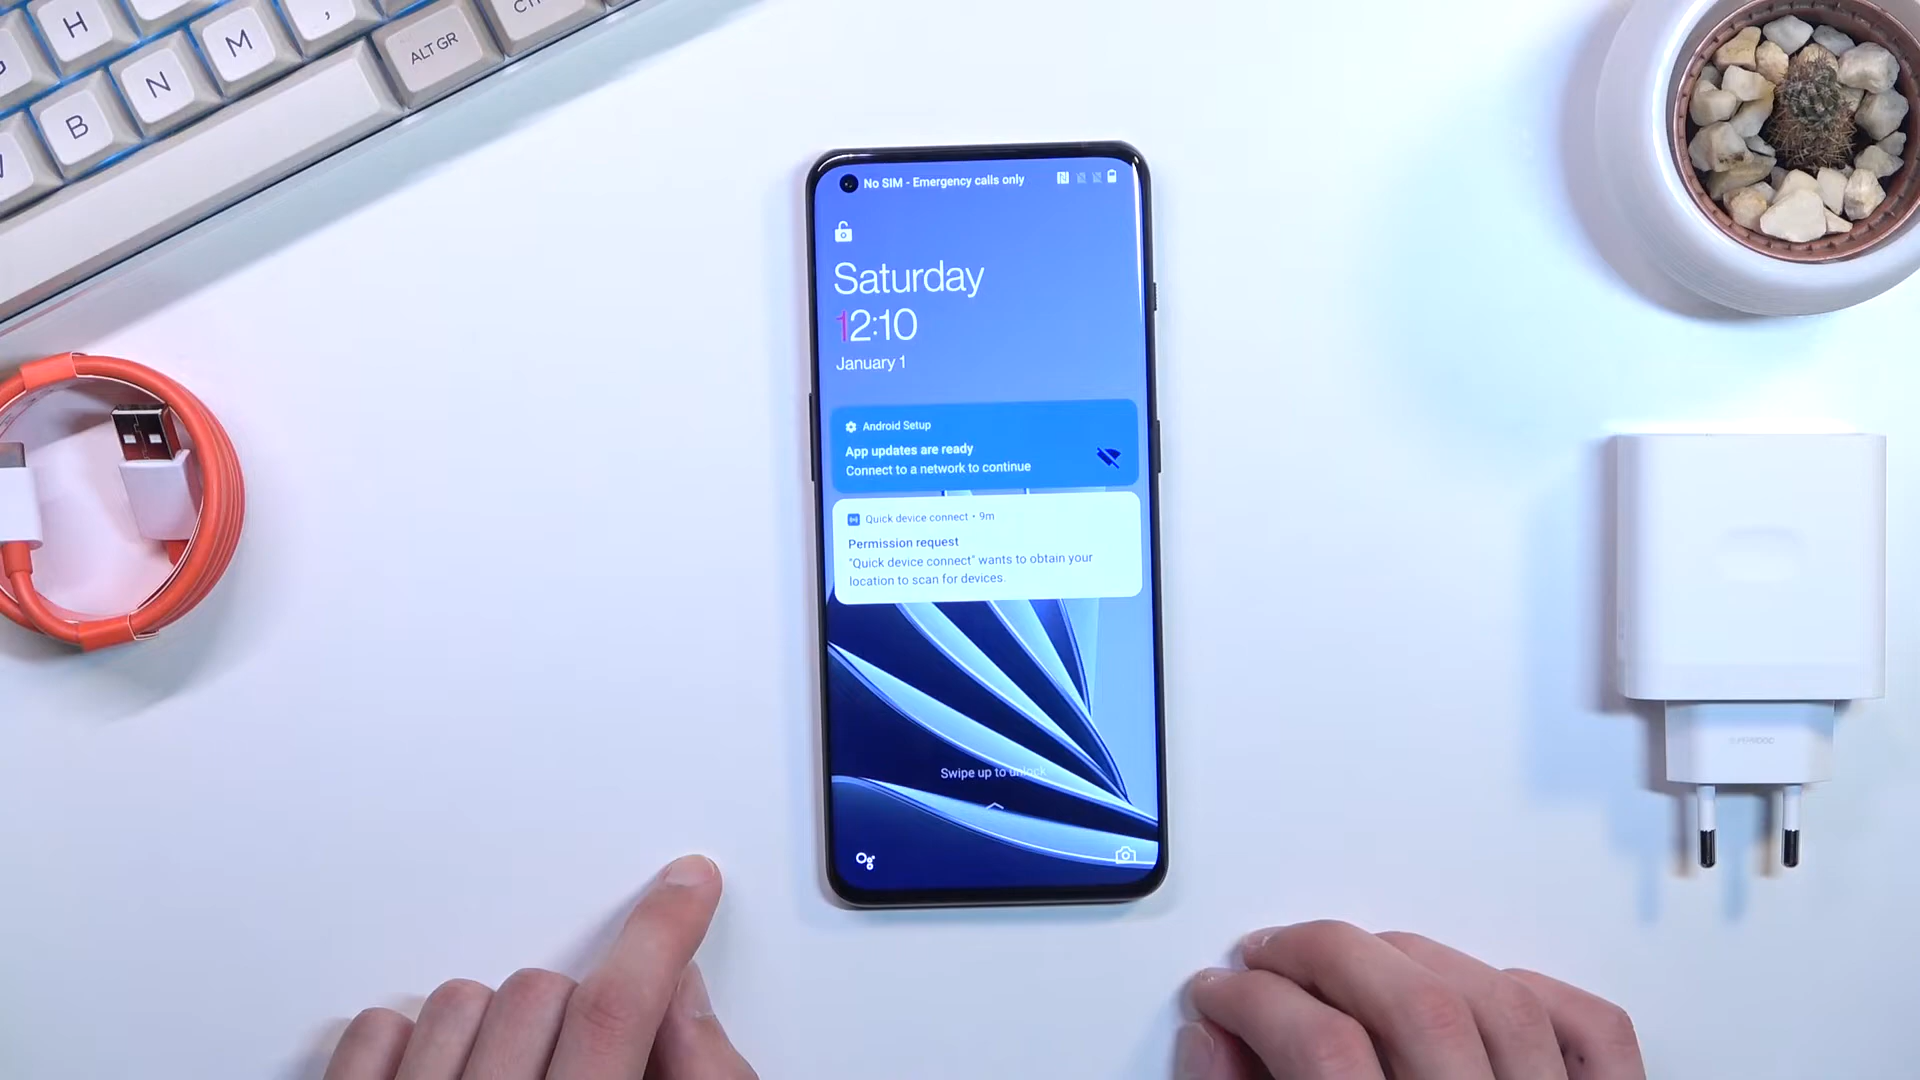 H
M
,
ALT GR
B
N
No SIM - Emergency calls only
Saturday
12:10
January 1
Android Setup
App updates are ready
Connect to a network to continue
Quick device connect • 9m
Permission request
"Quick device connect" wants to obtain your
location to scan for devices.
Swipe up to unlock